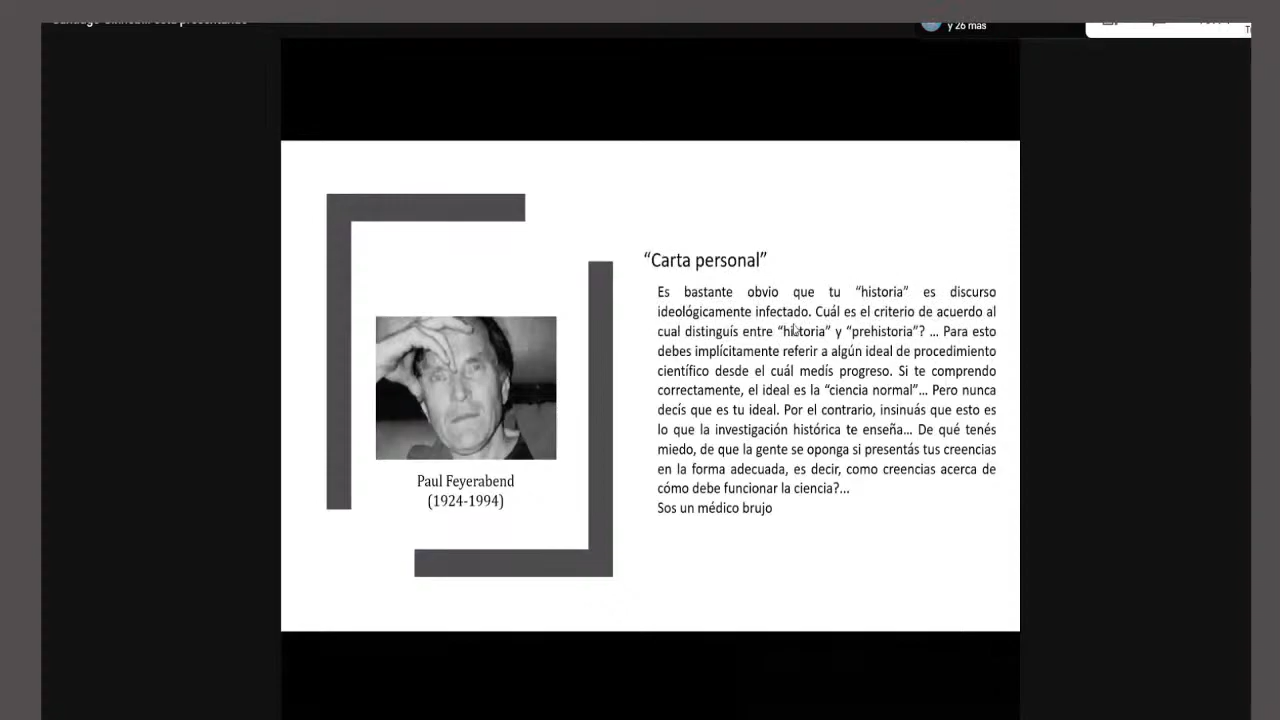 y 26 más
“Carta personal”
Es bastante obvio que tu “historia” es discurso
ideológicamente infectado. Cuál es el criterio de acuerdo al
cual distinguís entre “historia” y “prehistoria”? ... Para esto
debes implícitamente referir a algún ideal de procedimiento
científico desde el cuál medís progreso. Si te comprendo
correctamente, el ideal es la “ciencia normal”... Pero nunca
decís que es tu ideal. Por el contrario, insinuás que esto es
lo que la investigación histórica te enseña... De qué tenés
miedo, de que la gente se oponga si presentás tus creencias
en la forma adecuada, es decir, como creencias acerca de
cómo debe funcionar la ciencia?...
Sos un médico brujo
Paul Feyerabend
(1924-1994)